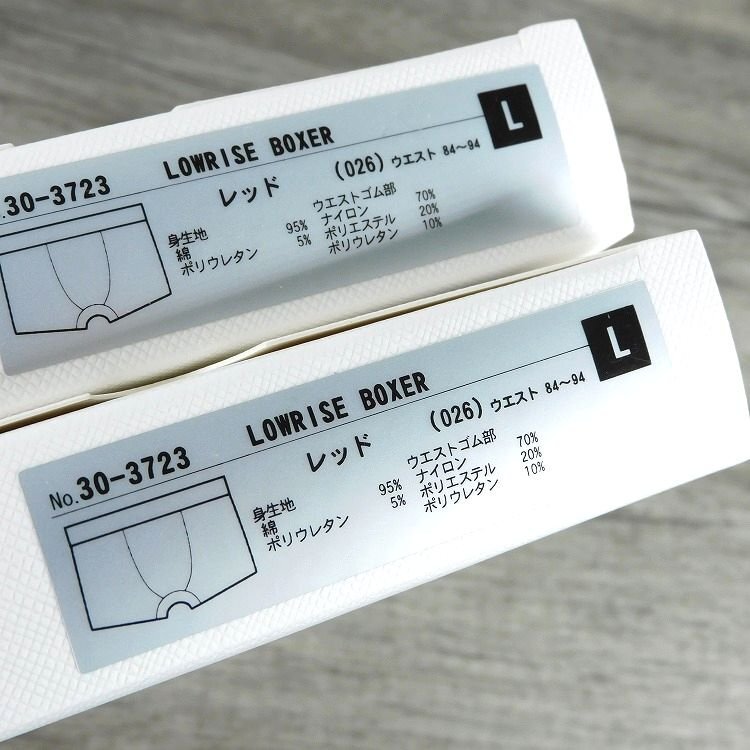 L
LOWRISE BOXER
.30-3723
レッド (026) ウエスト 84～94
身生地 ウエストゴム部
綿 95% ナイロン 70%
ポリウレタン 5% ポリエステル 20%
ポリウレタン 10%
L
LOWRISE BOXER
No.30-3723
レッド (026) ウエスト 84～94
身生地 ウエストゴム部
綿 95% ナイロン 70%
ポリウレタン 5% ポリエステル 20%
ポリウレタン 10%